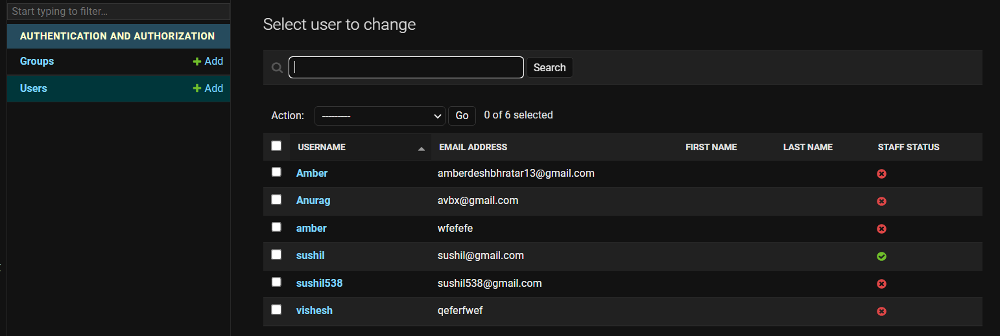 Start typing to filter…
AUTHENTICATION AND AUTHORIZATION
Groups + Add
Users + Add
Select user to change
Search
Action: --------- Go 0 of 6 selected
USERNAME EMAIL ADDRESS FIRST NAME LAST NAME STAFF STATUS
Amber amberdeshbhratar13@gmail.com
Anurag avbx@gmail.com
amber wfefefe
sushil sushil@gmail.com
sushil538 sushil538@gmail.com
vishesh qeferfwef